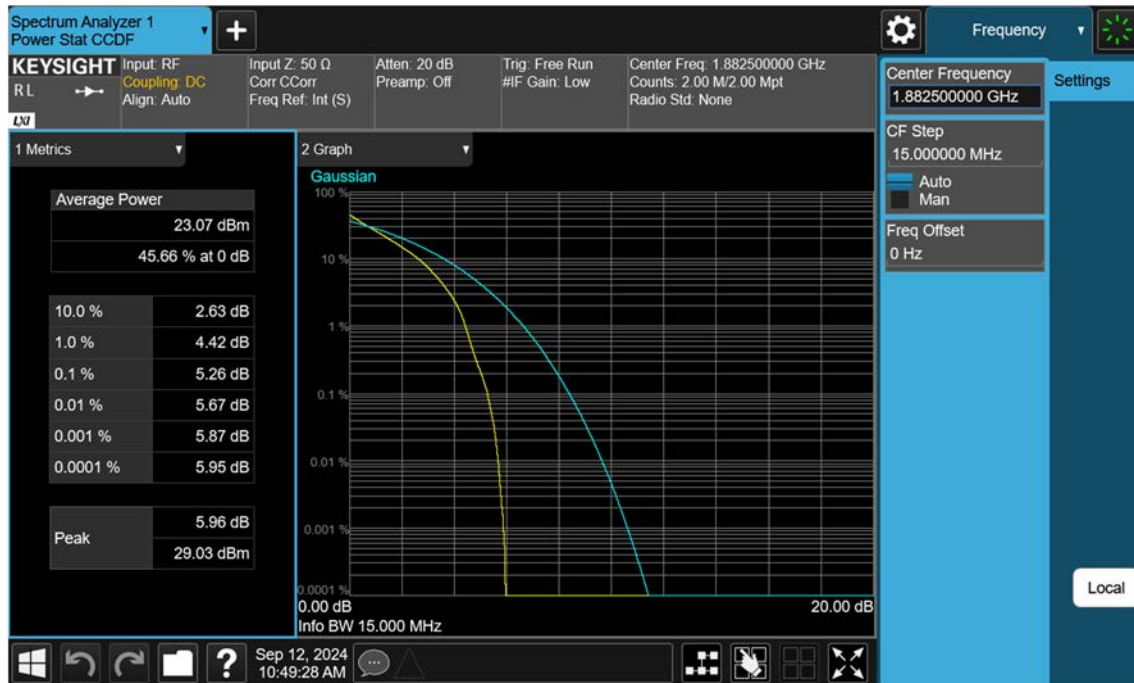 Spectrum Analyzer 1
Power Stat CCDF
Frequency
KEYSIGHT
R L
LXI
Input: RF
Coupling: DC
Align: Auto
Input Z: 50 Ω
Corr CCorr
Freq Ref: Int (S)
Atten: 20 dB
Preamp: Off
Trig: Free Run
#IF Gain: Low
Center Freq: 1.882500000 GHz
Counts: 2.00 M/2.00 Mpt
Radio Std: None
Center Frequency
1.882500000 GHz
Settings
CF Step
15.000000 MHz
Auto
Man
Freq Offset
0 Hz
1 Metrics
Average Power
23.07 dBm
45.66 % at 0 dB
10.0 % 2.63 dB
1.0 % 4.42 dB
0.1 % 5.26 dB
0.01 % 5.67 dB
0.001 % 5.87 dB
0.0001 % 5.95 dB
Peak
5.96 dB
29.03 dBm
2 Graph
Gaussian
100 %
10 %
1 %
0.1 %
0.01 %
0.001 %
0.0001 %
0.00 dB
20.00 dB
Info BW 15.000 MHz
Local
?
Sep 12, 2024
10:49:28 AM